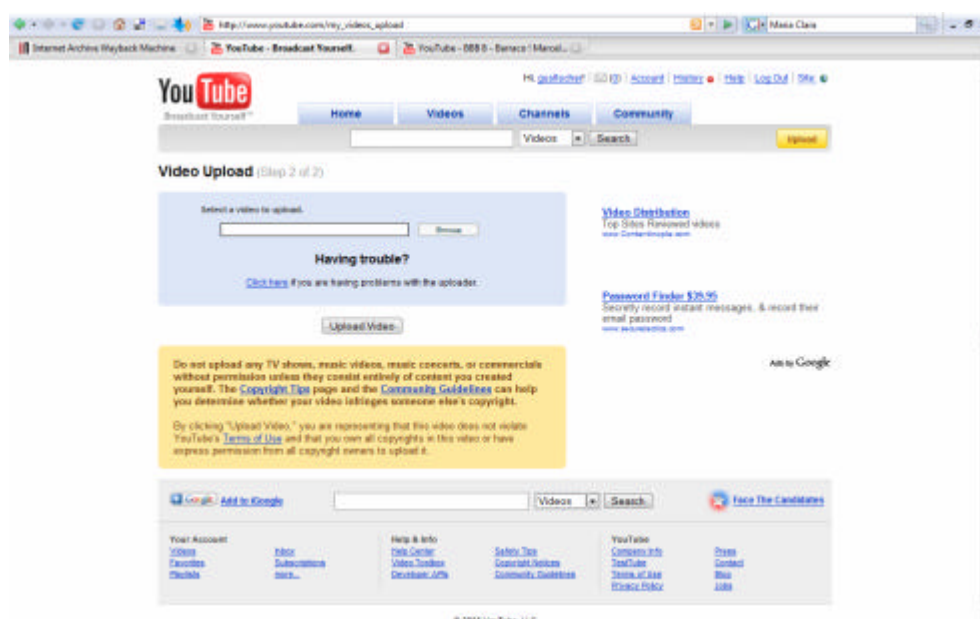 http://www.youtube.com/my_videos_upload
Maria Clara
Internet Archive Wayback Machine
YouTube - Broadcast Yourself.
YouTube - BBB 8 -
You Tube
Broadcast Yourself™
Hi, (0) Account History Help Log Out Site
Home Videos Channels Community
Videos Search Upload
Video Upload (Step 2 of 2)
Select a video to upload.
Browse
Having trouble?
Click here if you are having problems with the uploader.
Upload Video
Video Distribution
Top Sites Reviewed videos
Password Finder $39.95
Secretly record instant messages, & record their
email password
Ads by Google
Do not upload any TV shows, music videos, music concerts, or commercials
without permission unless they consist entirely of content you created
yourself. The Copyright Tips page and the Community Guidelines can help
you determine whether your video infringes someone else's copyright.
By clicking "Upload Video," you are representing that this video does not violate
YouTube's Terms of Use and that you own all copyrights in this video or have
express permission from all copyright owners to upload it.
Google Add to iGoogle
Videos Search
Face The Candidates
Your Account
Videos Inbox
Favorites Subscriptions
Playlists more...
Help & Info
Help Center Safety Tips
Video Toolbox Copyright Notices
Developer APIs Community Guidelines
YouTube
Company Info Press
TestTube Contact
Terms of Use Blog
Privacy Policy Jobs